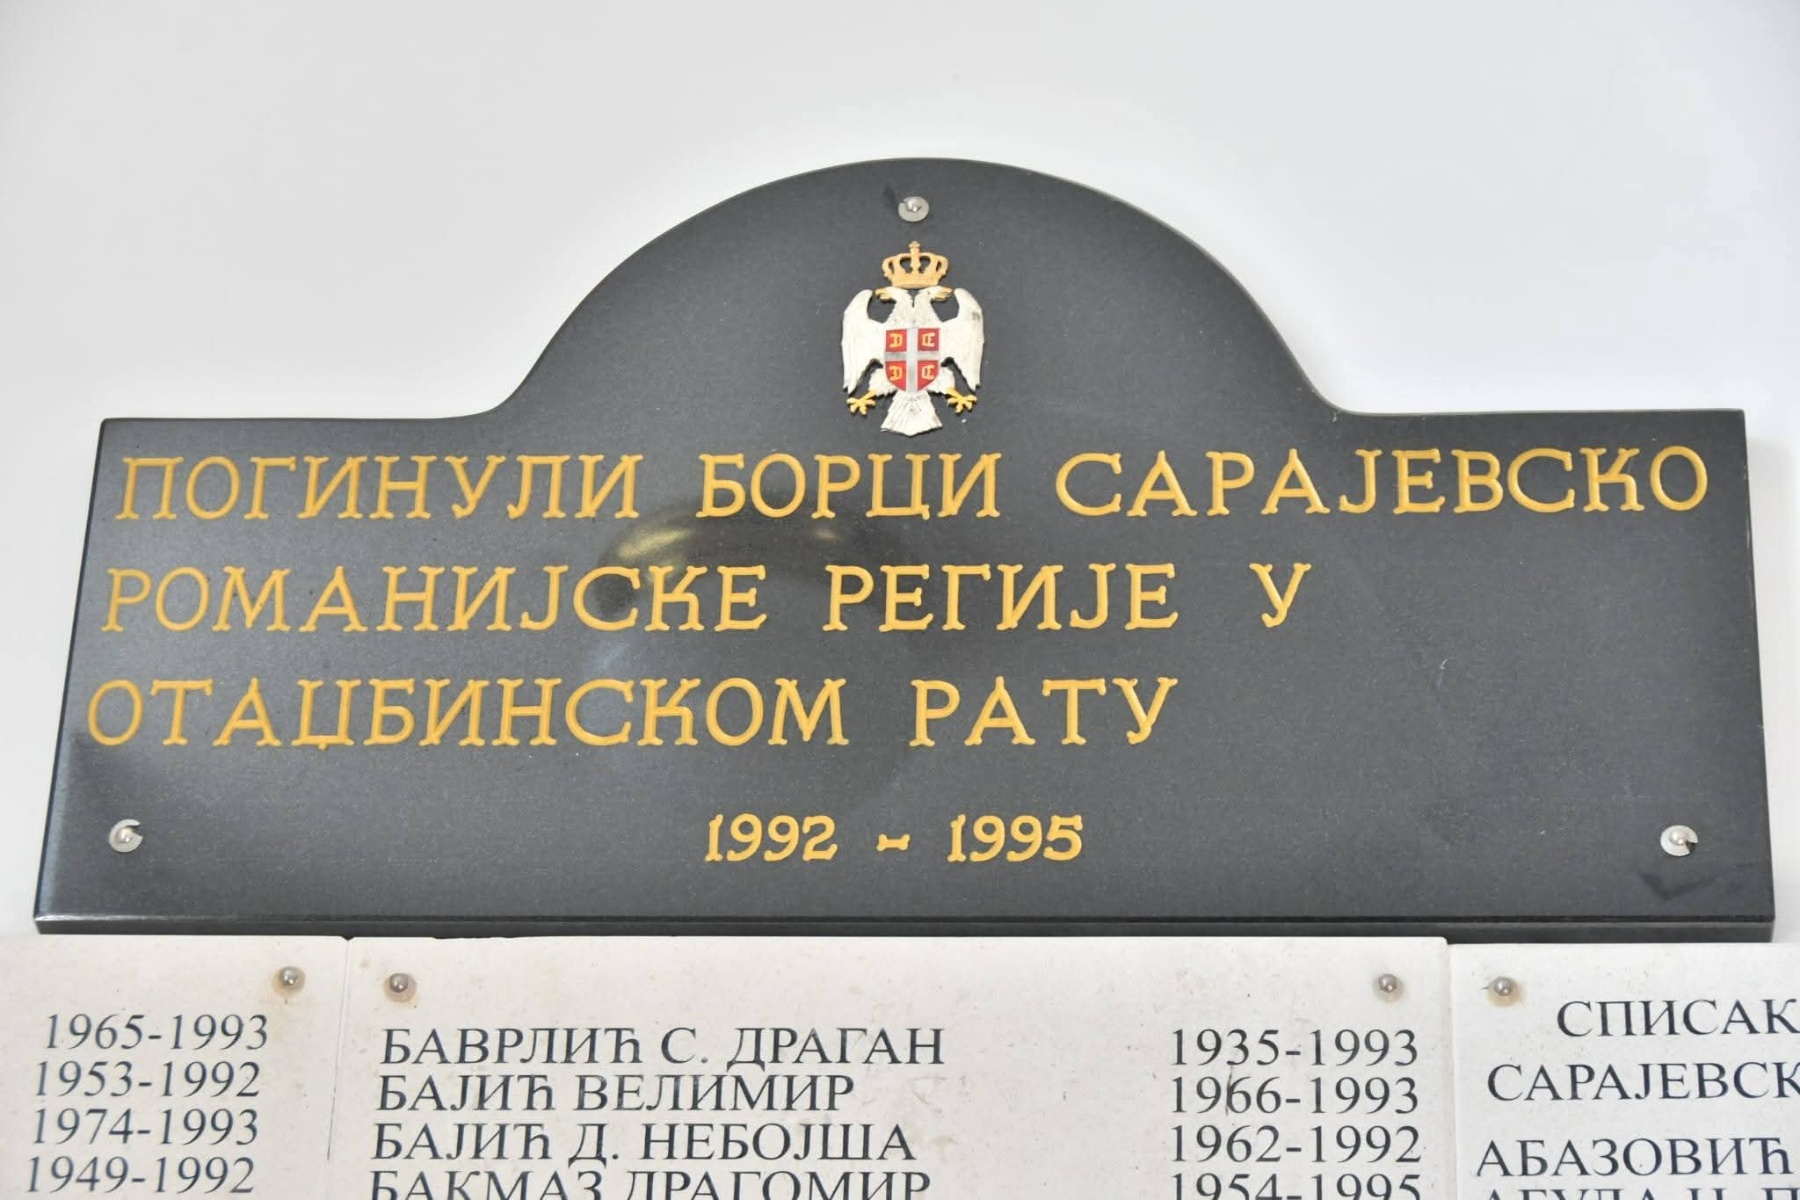 ПОГИНУЛИ БОРЦИ САРАЈЕВСКО
РОМАНИЈСКЕ РЕГИЈЕ У
ОТАЏБИНСКОМ РАТУ
1992 - 1995
1965-1993
1953-1992
1974-1993
1949-1992
БАВРЛИЋ С. ДРАГАН 1935-1993
БАЈИЋ ВЕЛИМИР 1966-1993
БАЈИЋ Д. НЕБОЈША 1962-1992
БАКМАЗ ДРАГОМИР 1954-1995
СПИСАК
САРАЈЕВСК
АБАЗОВИЋ